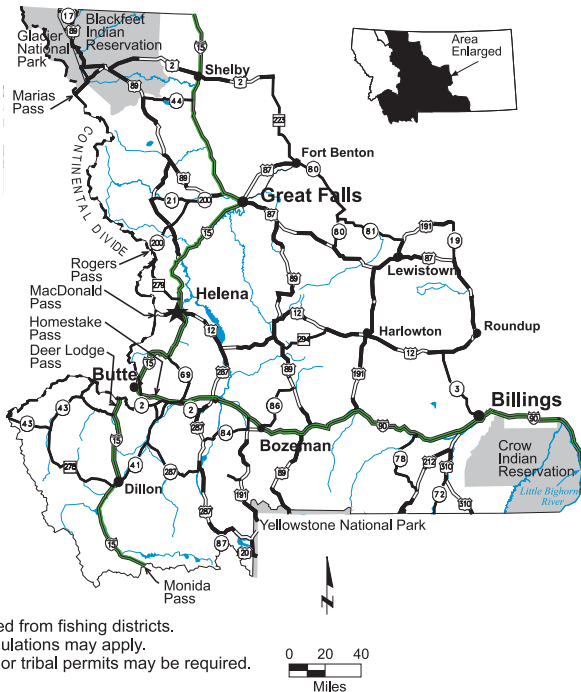 17
89
Blackfeet
Indian
Reservation
Glacier
National
Park
15
2
Shelby
2
Marias
Pass
89
44
223
Area
Enlarged
CONTINENTAL DIVIDE
Fort Benton
87
80
89
21
200
Great Falls
87
15
80
81
191
19
87
Lewistown
200
Rogers
Pass
279
89
MacDonald
Pass
Helena
12
Homestake
Pass
12
294
Harlowton
12
Roundup
Deer Lodge
Pass
15
69
287
89
191
3
Butte
2
2
86
Billings
43
43
15
287
84
Bozeman
90
90
278
41
287
78
212
310
Crow
Indian
Reservation
Dillon
191
89
72
310
Little Bighorn
River
287
87
20
Yellowstone National Park
15
Monida
Pass
N
ed from fishing districts.
ulations may apply.
or tribal permits may be required.
0 20 40
Miles